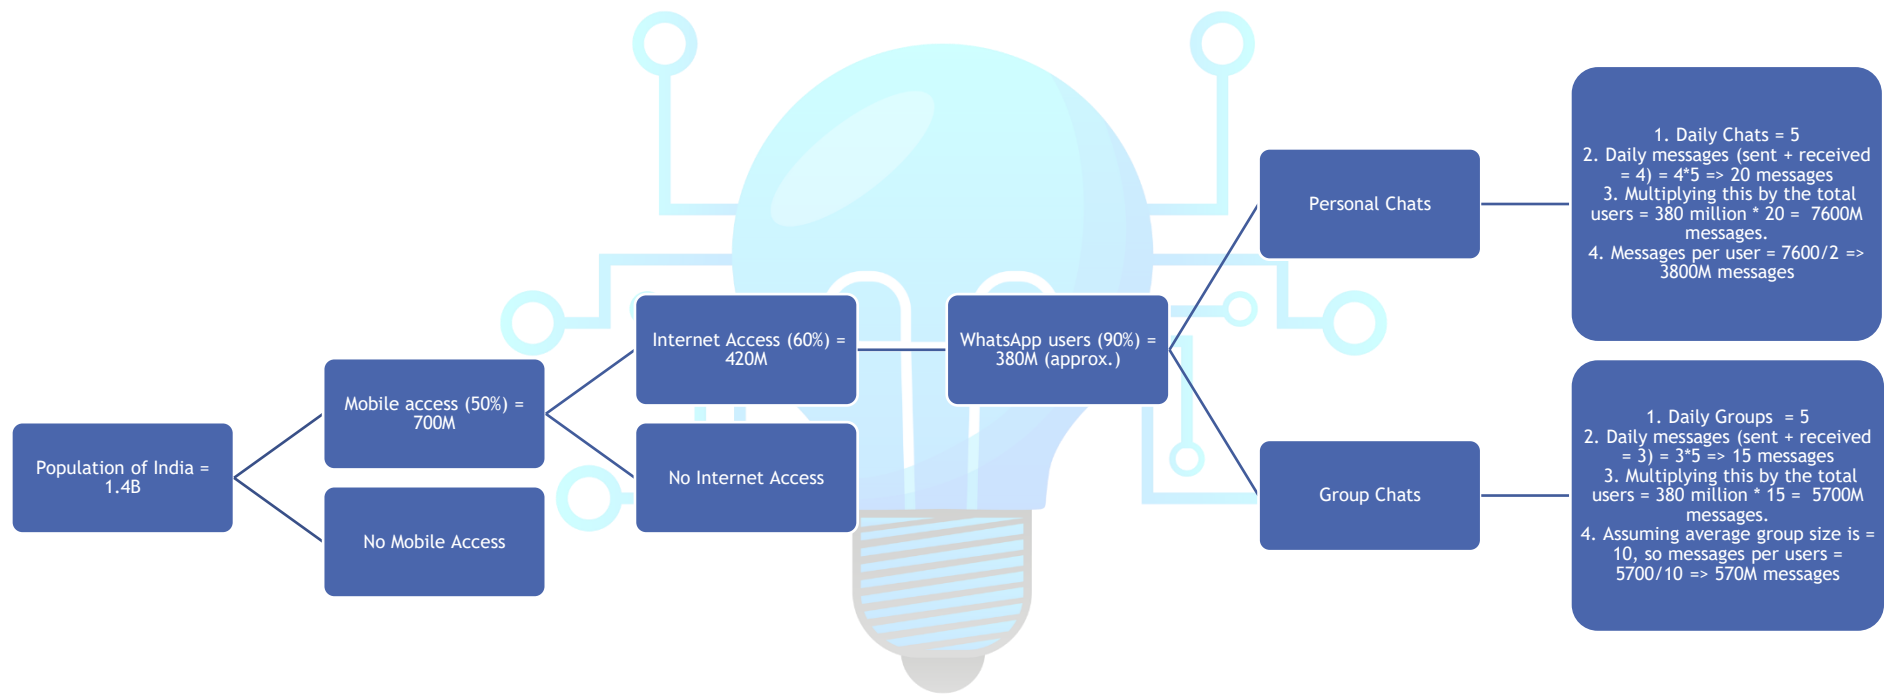 Population of India =
1.4B
Mobile access (50%) =
700M
No Mobile Access
Internet Access (60%) =
420M
No Internet Access
WhatsApp users (90%) =
380M (approx.)
Personal Chats
Group Chats
1. Daily Chats = 5
2. Daily messages (sent + received
= 4) = 4*5 => 20 messages
3. Multiplying this by the total
users = 380 million * 20 =  7600M
messages.
4. Messages per user = 7600/2 =>
3800M messages
1. Daily Groups  = 5
2. Daily messages (sent + received
= 3) = 3*5 => 15 messages
3. Multiplying this by the total
users = 380 million * 15 =  5700M
messages.
4. Assuming average group size is =
10, so messages per users =
5700/10 => 570M messages